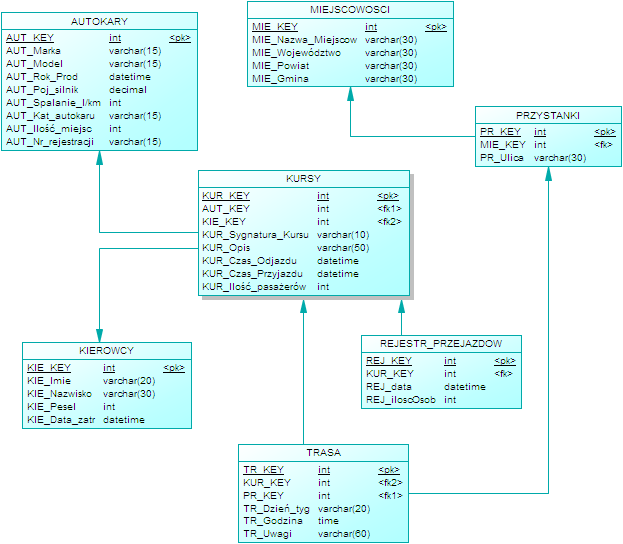 AUTOKARY
AUT_KEY int <pk>
AUT_Marka varchar(15)
AUT_Model varchar(15)
AUT_Rok_Prod datetime
AUT_Poj_silnik decimal
AUT_Spalanie_l/km int
AUT_Kat_autokaru varchar(15)
AUT_Ilość_miejsc int
AUT_Nr_rejestracji varchar(15)
MIEJSCOWOSCI
MIE_KEY int <pk>
MIE_Nazwa_Miejscow varchar(30)
MIE_Województwo varchar(30)
MIE_Powiat varchar(30)
MIE_Gmina varchar(30)
PRZYSTANKI
PR_KEY int <pk>
MIE_KEY int <fk>
PR_Ulica varchar(30)
KURSY
KUR_KEY int <pk>
AUT_KEY int <fk1>
KIE_KEY int <fk2>
KUR_Sygnatura_Kursu varchar(10)
KUR_Opis varchar(50)
KUR_Czas_Odjazdu datetime
KUR_Czas_Przyjazdu datetime
KUR_Ilość_pasażerów int
KIEROWCY
KIE_KEY int <pk>
KIE_Imie varchar(20)
KIE_Nazwisko varchar(30)
KIE_Pesel int
KIE_Data_zatr datetime
REJESTR_PRZEJAZDOW
REJ_KEY int <pk>
KUR_KEY int <fk>
REJ_data datetime
REJ_iloscOsob int
TRASA
TR_KEY int <pk>
KUR_KEY int <fk2>
PR_KEY int <fk1>
TR_Dzień_tyg varchar(20)
TR_Godzina time
TR_Uwagi varchar(60)